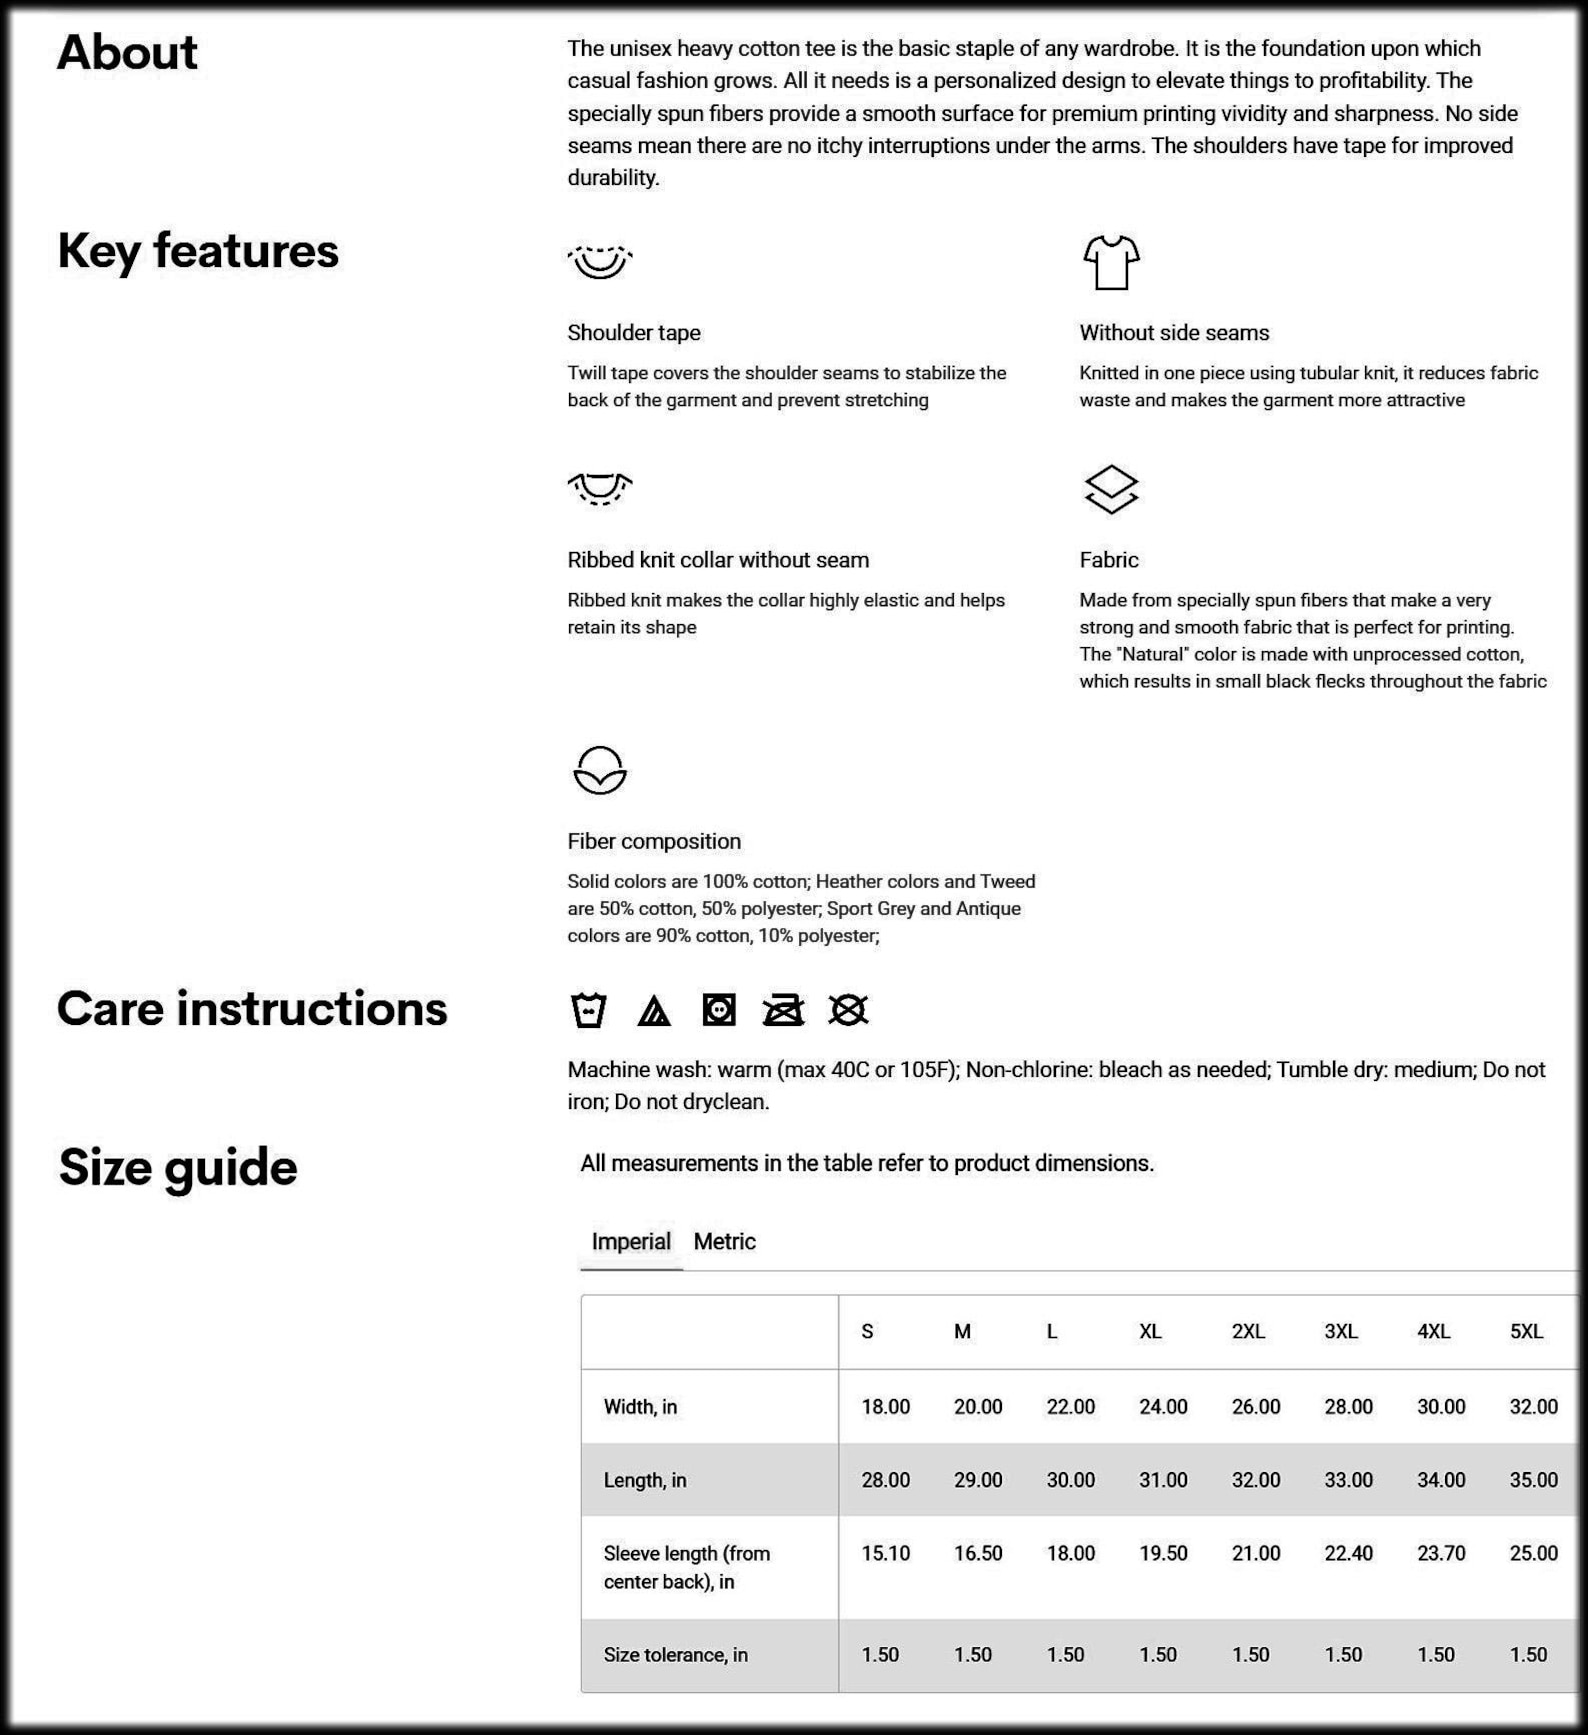 About
The unisex heavy cotton tee is the basic staple of any wardrobe. It is the foundation upon which
casual fashion grows. All it needs is a personalized design to elevate things to profitability. The
specially spun fibers provide a smooth surface for premium printing vividity and sharpness. No side
seams mean there are no itchy interruptions under the arms. The shoulders have tape for improved
durability.
Key features
Shoulder tape
Twill tape covers the shoulder seams to stabilize the
back of the garment and prevent stretching
Without side seams
Knitted in one piece using tubular knit, it reduces fabric
waste and makes the garment more attractive
Ribbed knit collar without seam
Ribbed knit makes the collar highly elastic and helps
retain its shape
Fabric
Made from specially spun fibers that make a very
strong and smooth fabric that is perfect for printing.
The "Natural" color is made with unprocessed cotton,
which results in small black flecks throughout the fabric
Fiber composition
Solid colors are 100% cotton; Heather colors and Tweed
are 50% cotton, 50% polyester; Sport Grey and Antique
colors are 90% cotton, 10% polyester;
Care instructions
Machine wash: warm (max 40C or 105F); Non-chlorine: bleach as needed; Tumble dry: medium; Do not
iron; Do not dryclean.
Size guide
All measurements in the table refer to product dimensions.
Imperial Metric
S M L XL 2XL 3XL 4XL 5XL
Width, in 18.00 20.00 22.00 24.00 26.00 28.00 30.00 32.00
Length, in 28.00 29.00 30.00 31.00 32.00 33.00 34.00 35.00
Sleeve length (from 15.10 16.50 18.00 19.50 21.00 22.40 23.70 25.00
center back), in
Size tolerance, in 1.50 1.50 1.50 1.50 1.50 1.50 1.50 1.50